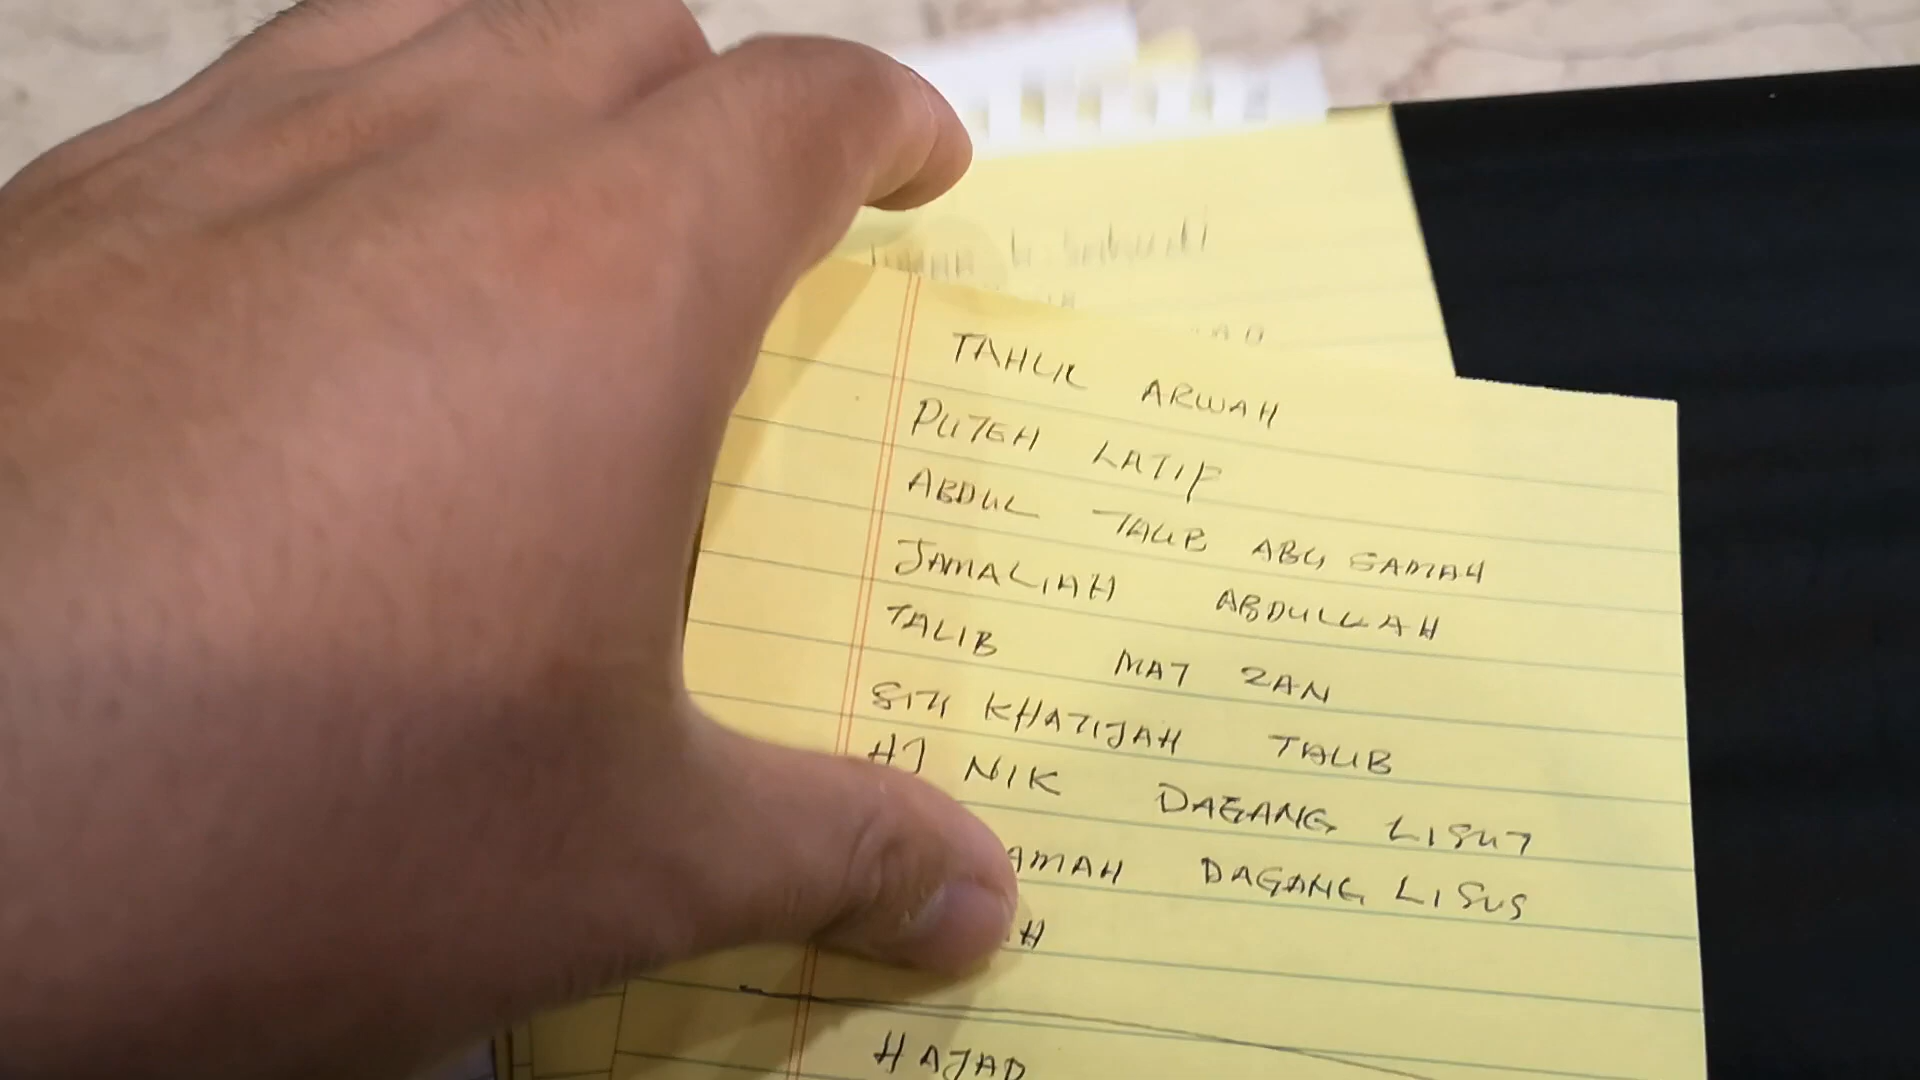 TAHLIL ARWAH
PUTEH LATIF
ABDUL TALIB ABU SAMAH
JAMALIAH ABDULLAH
TALIB MAT ZAN
SITI KHATIJAH TALIB
HJ NIK DAGANG LISUT
AMAH DAGANG LISUS
H
HAJAD